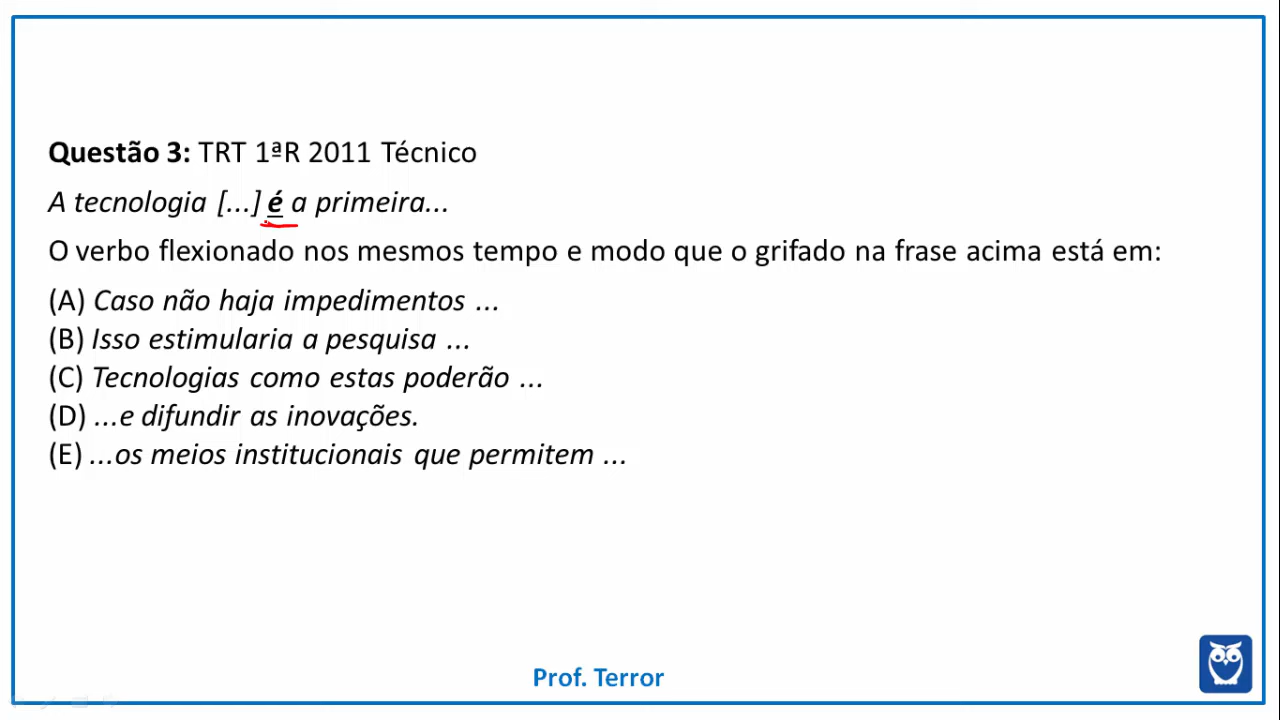 Questão 3: TRT 1ªR 2011 Técnico
A tecnologia [...] é a primeira...
O verbo flexionado nos mesmos tempo e modo que o grifado na frase acima está em:
(A) Caso não haja impedimentos ...
(B) Isso estimularia a pesquisa ...
(C) Tecnologias como estas poderão ...
(D) ...e difundir as inovações.
(E) ...os meios institucionais que permitem ...
Prof. Terror